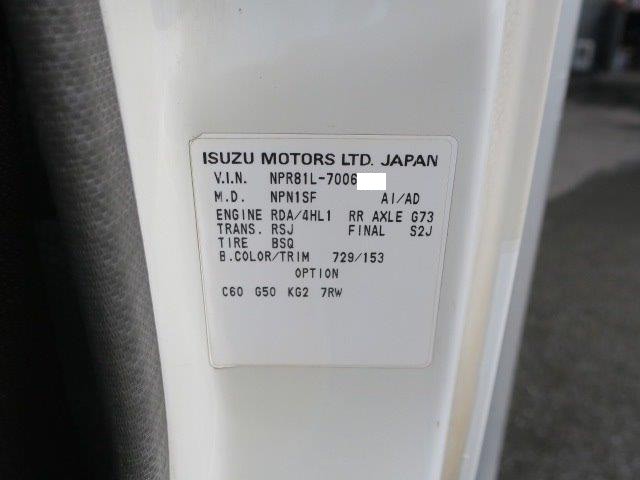 ISUZU MOTORS LTD. JAPAN
V.I.N. NPR81L-7006
M.D. NPN1SF AI/AD
ENGINE RDA/4HL1 RR AXLE G73
TRANS. RSJ FINAL S2J
TIRE BSQ
B.COLOR/TRIM 729/153
OPTION
C60 G50 KG2 7RW